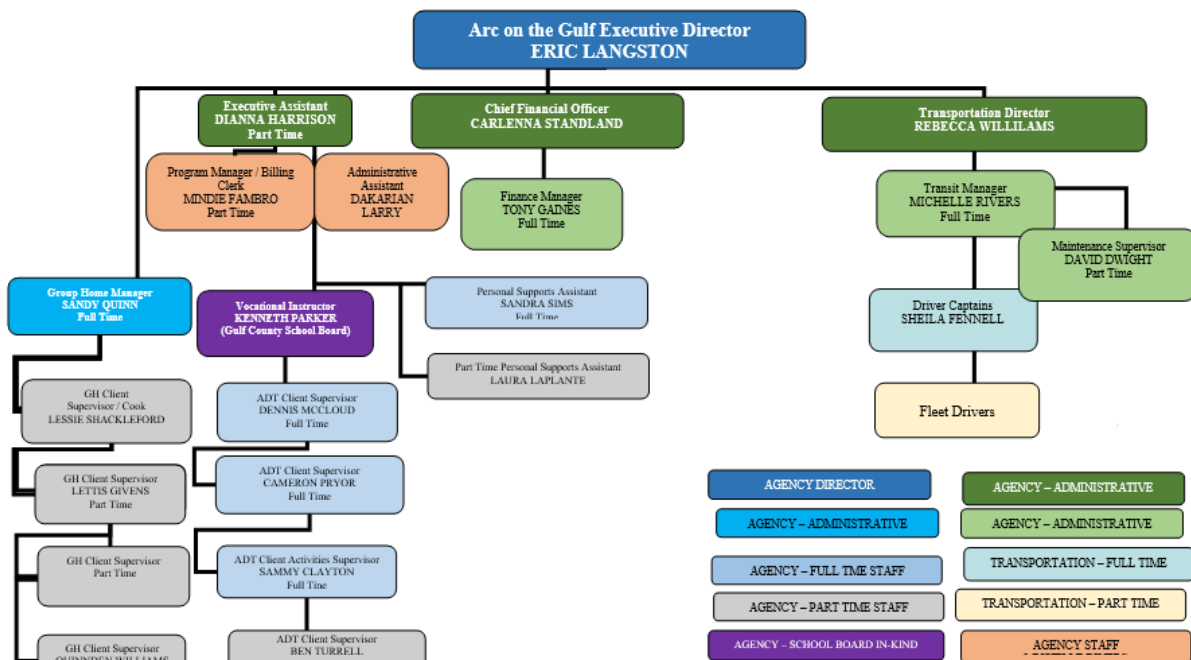 Arc on the Gulf Executive Director
ERIC LANGSTON
Executive Assistant
DIANNA HARRISON
Part Time
Chief Financial Officer
CARLENNA STANDLAND
Transportation Director
REBECCA WILLILAMS
Program Manager / Billing
Clerk
MINDIE FAMBRO
Part Time
Administrative
Assistant
DAKARIAN
LARRY
Finance Manager
TONY GAINES
Full Time
Transit Manager
MICHELLE RIVERS
Full Time
Maintenance Supervisor
DAVID DWIGHT
Part Time
Group Home Manager
SANDY QUINN
Full Time
Vocational Instructor
KENNETH PARKER
(Gulf County School Board)
Personal Supports Assistant
SANDRA SIMS
Full Time
Driver Captains
SHEILA FENNELL
Part Time Personal Supports Assistant
LAURA LAPLANTE
GH Client
Supervisor / Cook
LESSIE SHACKLEFORD
ADT Client Supervisor
DENNIS MCCLOUD
Full Time
Fleet Drivers
GH Client Supervisor
LETTIS GIVENS
Part Time
ADT Client Supervisor
CAMERON PRYOR
Full Time
GH Client Supervisor
Part Time
ADT Client Activities Supervisor
SAMMY CLAYTON
Full Tine
GH Client Supervisor
QUINNDEN WILLIAMS
ADT Client Supervisor
BEN TURRELL
AGENCY DIRECTOR
AGENCY – ADMINISTRATIVE
AGENCY – ADMINISTRATIVE
AGENCY – ADMINISTRATIVE
AGENCY – FULL TME STAFF
TRANSPORTATION – FULL TIME
AGENCY – PART TIME STAFF
TRANSPORTATION – PART TIME
AGENCY – SCHOOL BOARD IN-KIND
AGENCY STAFF